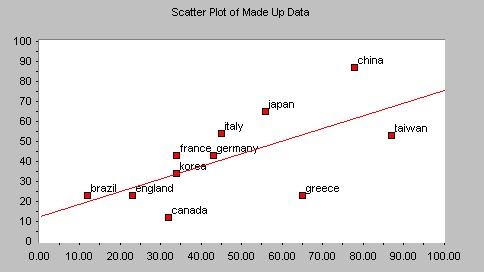 Scatter Plot of Made Up Data
100
90
80
70
60
50
40
30
20
10
0
china
japan
italy
taiwan
france germany
korea
brazil england
greece
canada
0.00 10.00 20.00 30.00 40.00 50.00 60.00 70.00 80.00 90.00 100.00